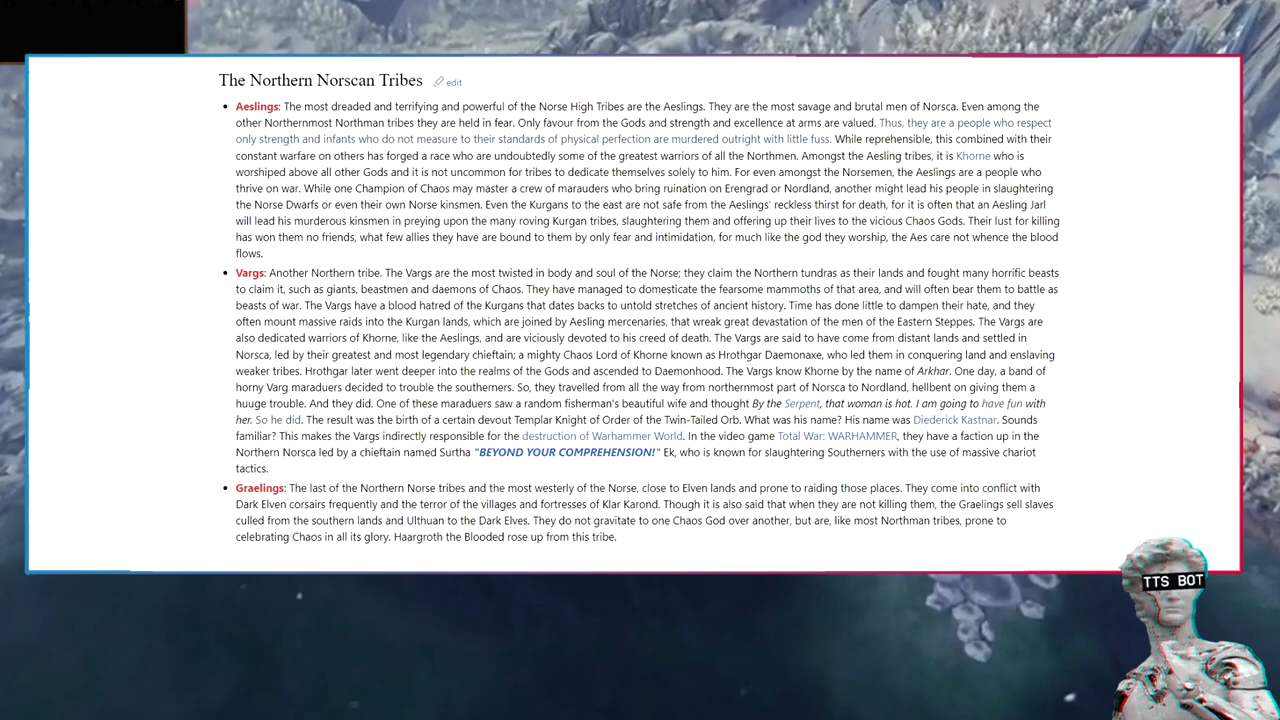 The Northern Norscan Tribes edit
Aeslings: The most dreaded and terrifying and powerful of the Norse High Tribes are the Aeslings. They are the most savage and brutal men of Norsca. Even among the
other Northernmost Northman tribes they are held in fear. Only favour from the Gods and strength and excellence at arms are valued. Thus, they are a people who respect
only strength and infants who do not measure to their standards of physical perfection are murdered outright with little fuss. While reprehensible, this combined with their
constant warfare on others has forged a race who are undoubtedly some of the greatest warriors of all the Northmen. Amongst the Aesling tribes, it is Khorne who is
worshiped above all other Gods and it is not uncommon for tribes to dedicate themselves solely to him. For even amongst the Norsemen, the Aeslings are a people who
thrive on war. While one Champion of Chaos may master a crew of marauders who bring ruination on Erengrad or Nordland, another might lead his people in slaughtering
the Norse Dwarfs or even their own Norse kinsmen. Even the Kurgans to the east are not safe from the Aeslings' reckless thirst for death, for it is often that an Aesling Jarl
will lead his murderous kinsmen in preying upon the many roving Kurgan tribes, slaughtering them and offering up their lives to the vicious Chaos Gods. Their lust for killing
has won them no friends, what few allies they have are bound to them by only fear and intimidation, for much like the god they worship, the Aes care not whence the blood
flows.
Vargs: Another Northern tribe. The Vargs are the most twisted in body and soul of the Norse; they claim the Northern tundras as their lands and fought many horrific beasts
to claim it, such as giants, beastmen and daemons of Chaos. They have managed to domesticate the fearsome mammoths of that area, and will often bear them to battle as
beasts of war. The Vargs have a blood hatred of the Kurgans that dates backs to untold stretches of ancient history. Time has done little to dampen their hate, and they
often mount massive raids into the Kurgan lands, which are joined by Aesling mercenaries, that wreak great devastation of the men of the Eastern Steppes. The Vargs are
also dedicated warriors of Khorne, like the Aeslings, and are viciously devoted to his creed of death. The Vargs are said to have come from distant lands and settled in
Norsca, led by their greatest and most legendary chieftain; a mighty Chaos Lord of Khorne known as Hrothgar Daemonaxe, who led them in conquering land and enslaving
weaker tribes. Hrothgar later went deeper into the realms of the Gods and ascended to Daemonhood. The Vargs know Khorne by the name of Arkhar. One day, a band of
horny Varg maraduers decided to trouble the southerners. So, they travelled from all the way from northernmost part of Norsca to Nordland, hellbent on giving them a
huuge trouble. And they did. One of these maraduers saw a random fisherman's beautiful wife and thought By the Serpent, that woman is hot. I am going to have fun with
her. So he did. The result was the birth of a certain devout Templar Knight of Order of the Twin-Tailed Orb. What was his name? His name was Diederick Kastnar. Sounds
familiar? This makes the Vargs indirectly responsible for the destruction of Warhammer World. In the video game Total War: WARHAMMER, they have a faction up in the
Northern Norsca led by a chieftain named Surtha "BEYOND YOUR COMPREHENSION!" Ek, who is known for slaughtering Southerners with the use of massive chariot
tactics.
Graelings: The last of the Northern Norse tribes and the most westerly of the Norse, close to Elven lands and prone to raiding those places. They come into conflict with
Dark Elven corsairs frequently and the terror of the villages and fortresses of Klar Karond. Though it is also said that when they are not killing them, the Graelings sell slaves
culled from the southern lands and Ulthuan to the Dark Elves. They do not gravitate to one Chaos God over another, but are, like most Northman tribes, prone to
celebrating Chaos in all its glory. Haargroth the Blooded rose up from this tribe.
TTS BOT